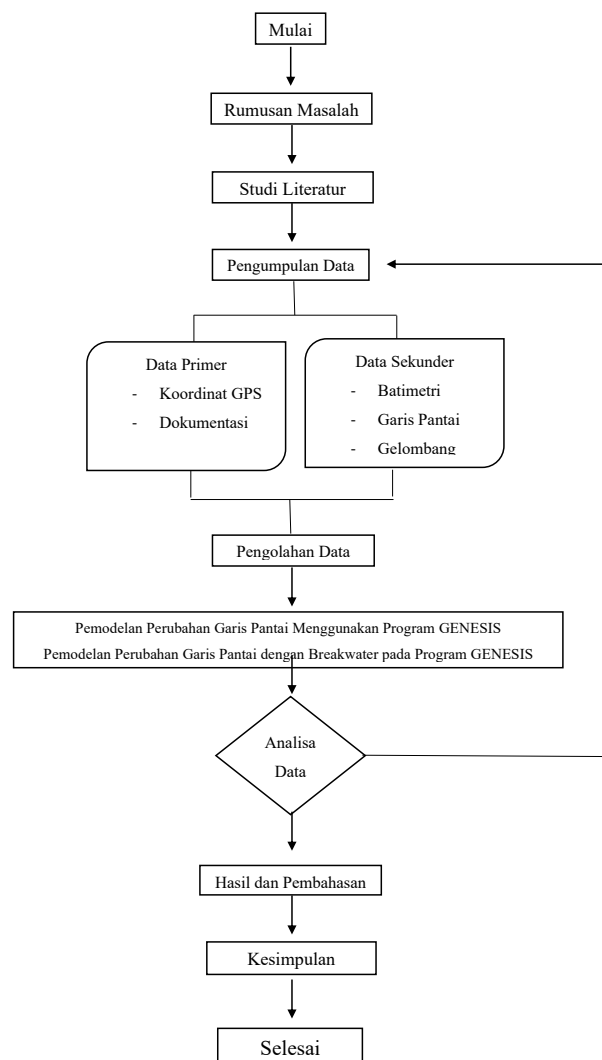 Mulai
Rumusan Masalah
Studi Literatur
Pengumpulan Data
Data Primer
- Koordinat GPS
- Dokumentasi
Data Sekunder
- Batimetri
- Garis Pantai
- Gelombang
Pengolahan Data
Pemodelan Perubahan Garis Pantai Menggunakan Program GENESIS
Pemodelan Perubahan Garis Pantai dengan Breakwater pada Program GENESIS
Analisa
Data
Hasil dan Pembahasan
Kesimpulan
Selesai